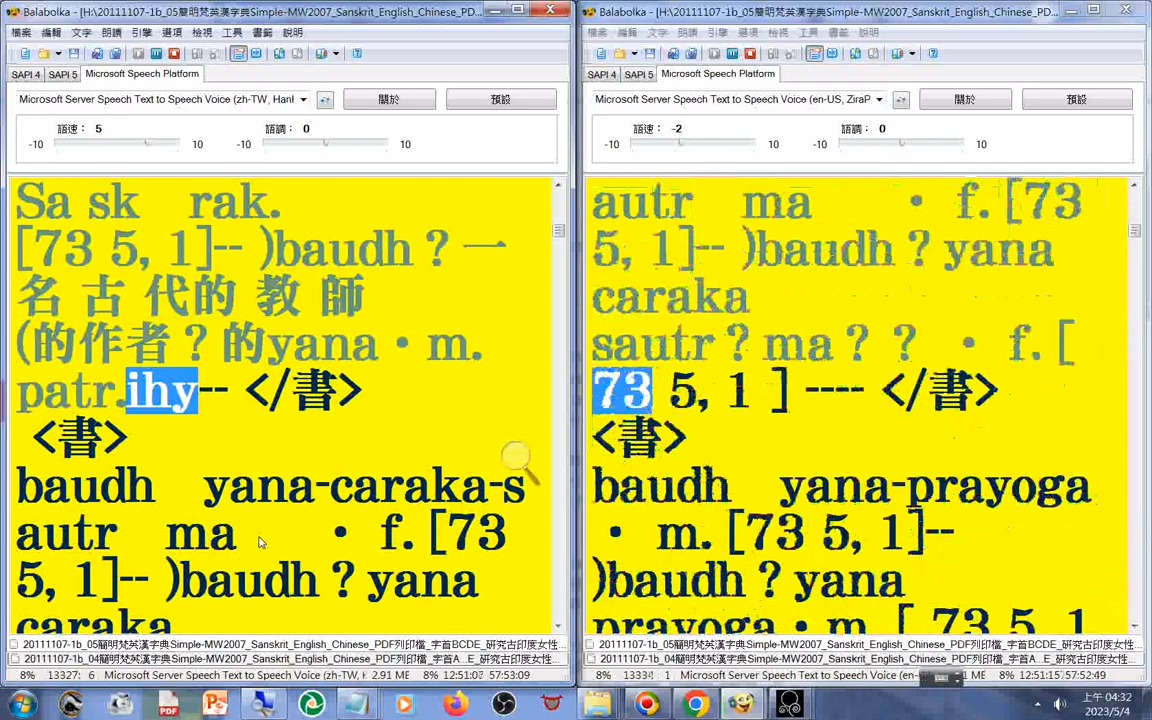 Balabolka - [H:\20111107-1b_05簡明梵英漢字典Simple-MW2007_Sanskrit_English_Chinese_PD...
檔案 編輯 文字 朗讀 引擎 選項 檢視 工具 書籤 說明
SAPI 4 SAPI 5 Microsoft Speech Platform
Microsoft Server Speech Text to Speech Voice (zh-TW, Hanl
關於 預設
語速： 5 語調： 0
-10 10 -10 10
Sa sk rak.
[73 5, 1]-- )baudh？一
名 古 代的 教 師
(的作者？的yana・m.
patr.ihy-- </書>
<書>
baudh yana-caraka-s
autr ma ・ f. [73
5, 1]-- )baudh？yana
caraka
20111107-1b_05簡明梵英漢字典Simple-MW2007_Sanskrit_English_Chinese_PDF列印檔_字首BCDE_研究古印度女性...
20111107-1b_04簡明梵英漢字典Simple-MW2007_Sanskrit_English_Chinese_PDF列印檔_字首A...E_研究古印度女性...
8% 13327: 6 Microsoft Server Speech Text to Speech Voice (zh-TW, 2.91 MB 8% 12:51:07 57:53:09
Balabolka - [H:\20111107-1b_05簡明梵英漢字典Simple-MW2007_Sanskrit_English_Chinese_PD...
檔案 編輯 文字 朗讀 引擎 選項 檢視 工具 書籤 說明
SAPI 4 SAPI 5 Microsoft Speech Platform
Microsoft Server Speech Text to Speech Voice (en-US, ZiraP
關於 預設
語速： -2 語調： 0
-10 10 -10 10
autr ma ・ f. [73
5, 1]-- )baudh？yana
caraka
sautr？ma？？ ・ f. [
73 5, 1 ] ---- </書>
<書>
baudh yana-prayoga
・ m. [73 5, 1]--
)baudh？yana
prayoga・m. [ 73 5, 1
20111107-1b_05簡明梵英漢字典Simple-MW2007_Sanskrit_English_Chinese_PDF列印檔_字首BCDE_研究古印度女性...
20111107-1b_04簡明梵英漢字典Simple-MW2007_Sanskrit_English_Chinese_PDF列印檔_字首A...E_研究古印度女性...
8% Microsoft Server Speech Text to Speech Voice 8% 12:51:15 57:52:49
PDF
上午 04:32
2023/5/4